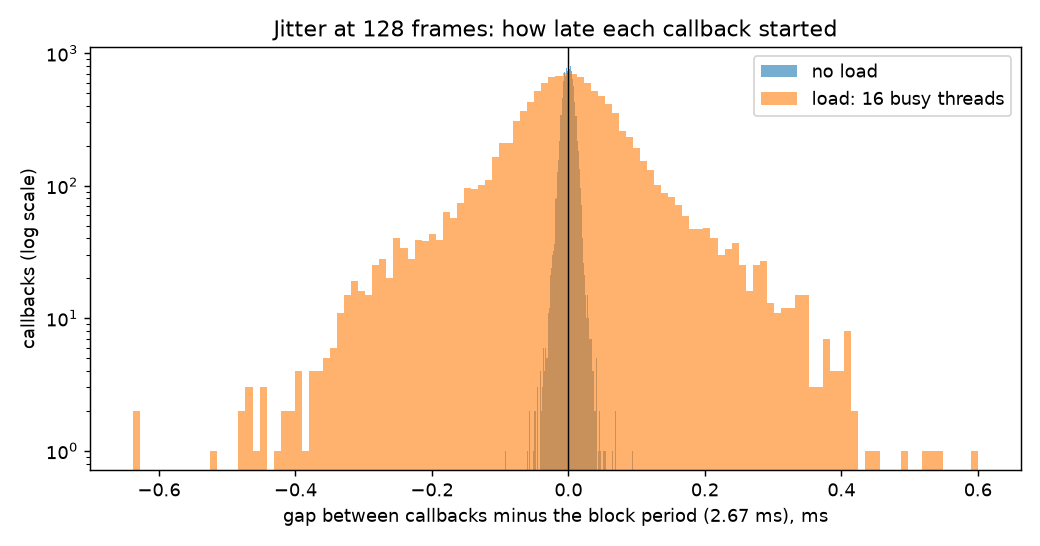 Jitter at 128 frames: how late each callback started
no load
load: 16 busy threads
callbacks (log scale)
10³
10²
10¹
10⁰
−0.6 −0.4 −0.2 0.0 0.2 0.4 0.6
gap between callbacks minus the block period (2.67 ms), ms